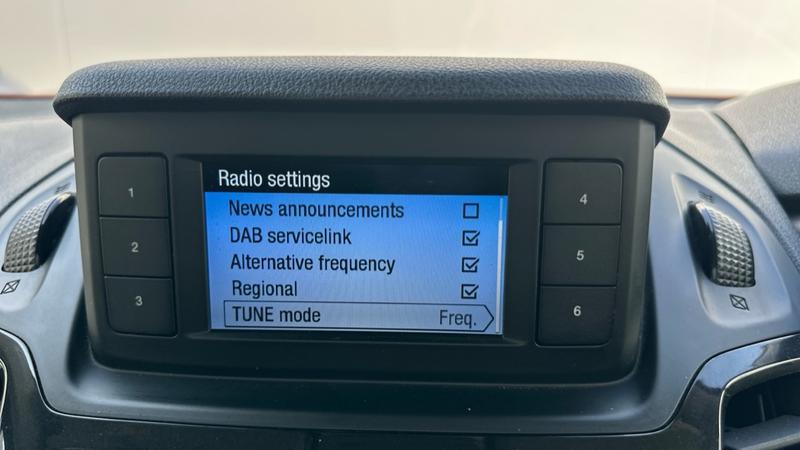 Radio settings
News announcements
DAB servicelink
Alternative frequency
Regional
TUNE mode Freq.
1
2
3
4
5
6